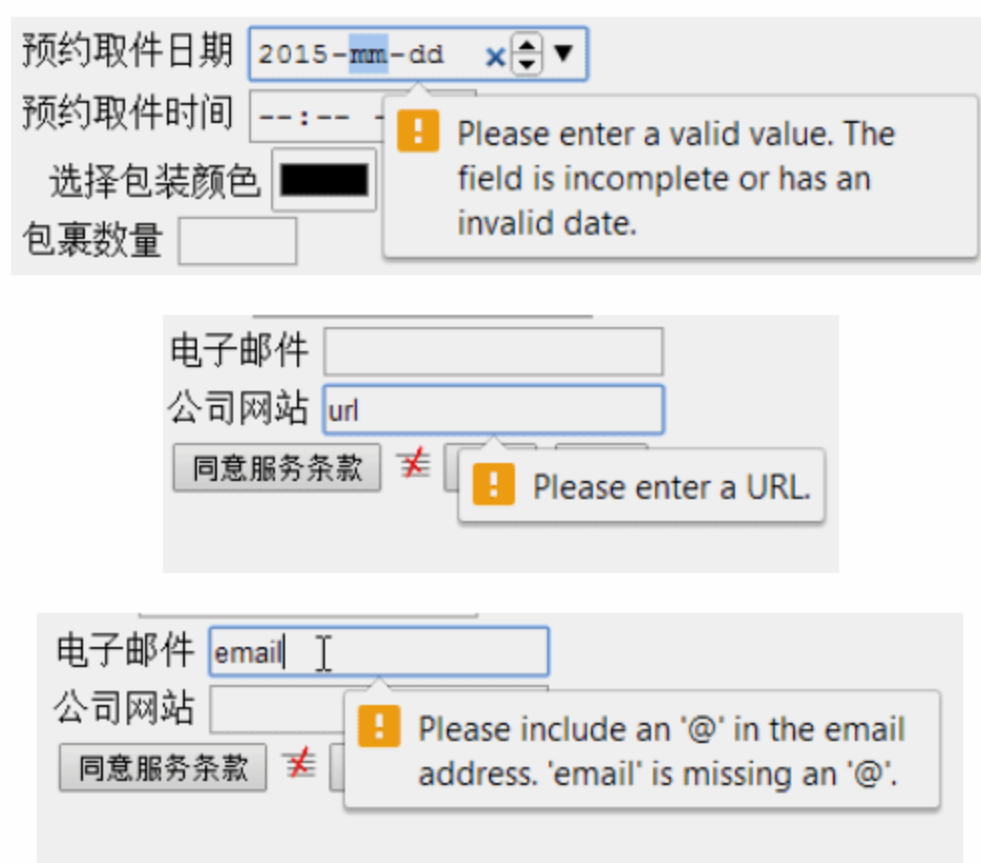 预约取件日期 2015-mm-dd
预约取件时间 --:-- -
Please enter a valid value. The
field is incomplete or has an
invalid date.
选择包装颜色
包裹数量
电子邮件
公司网站 url
同意服务条款
Please enter a URL.
电子邮件 email
公司网站
同意服务条款
Please include an '@' in the email
address. 'email' is missing an '@'.